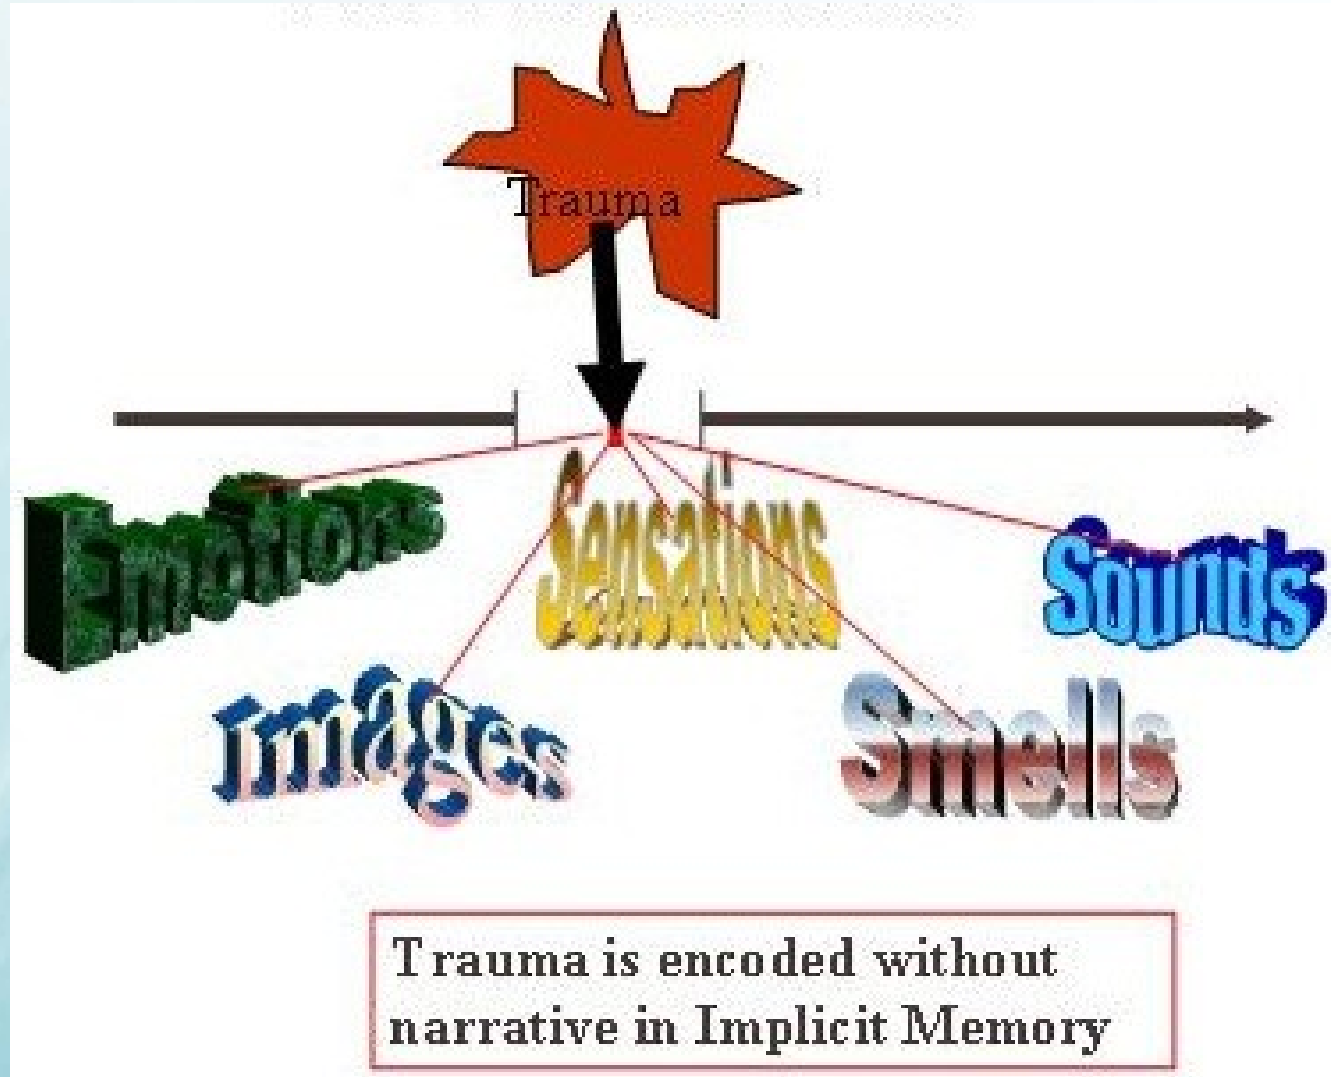 Trauma
Emotions
Sensations
Sounds
Images
Smells
Trauma is encoded without
narrative in Implicit Memory